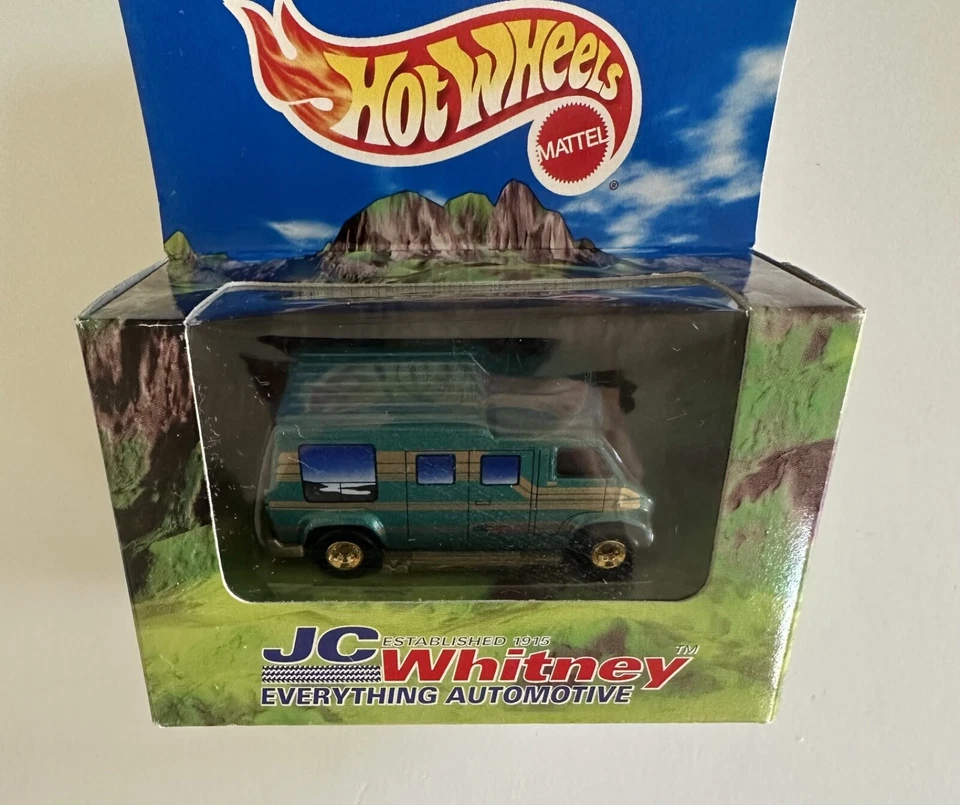 HOT WHEELS
MATTEL
®
JC ESTABLISHED 1915
Whitney™
EVERYTHING AUTOMOTIVE